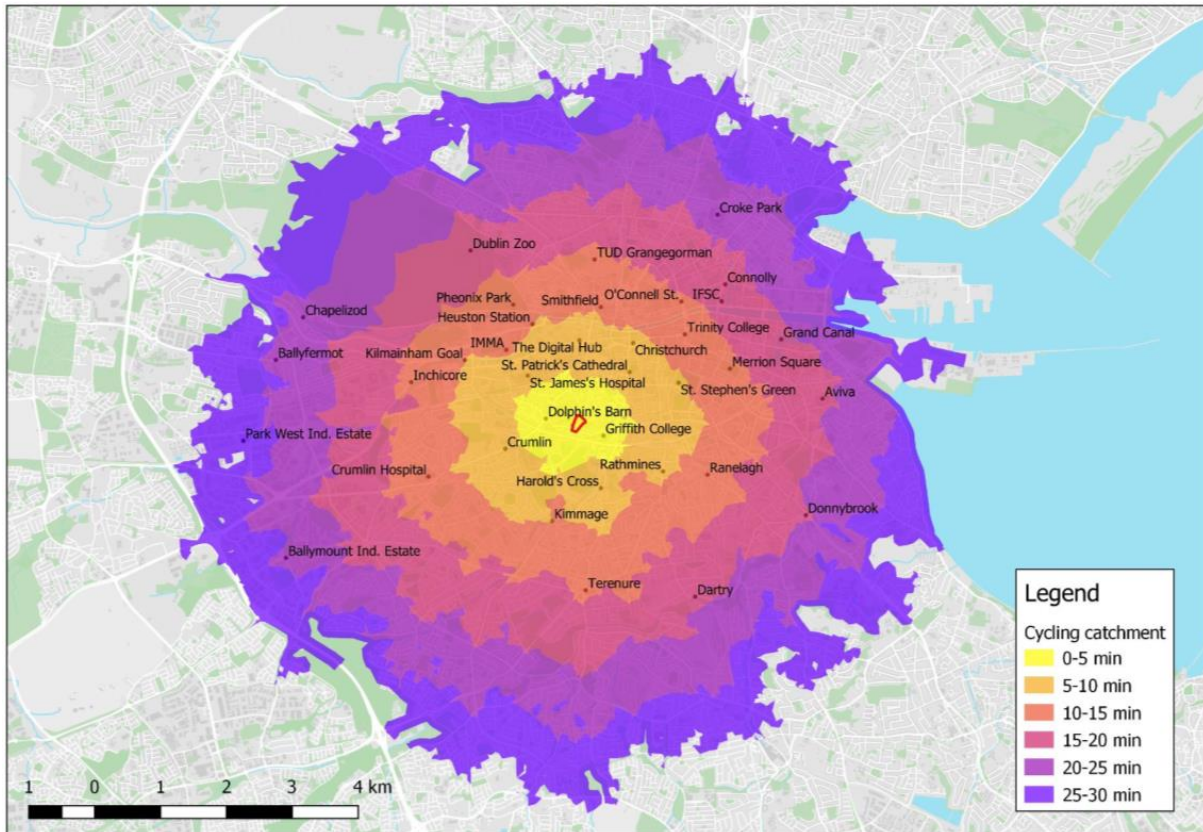 Croke Park
Dublin Zoo
TUD Grangegorman
Connolly
Pheonix Park
Smithfield
O'Connell St.
IFSC
Chapelizod
Heuston Station
Trinity College
Grand Canal
Ballyfermot
Kilmainham Goal
IMMA
The Digital Hub
Christchurch
Merrion Square
Inchicore
St. Patrick's Cathedral
St. James's Hospital
St. Stephen's Green
Aviva
Dolphin's Barn
Park West Ind. Estate
Crumlin
Griffith College
Crumlin Hospital
Rathmines
Ranelagh
Harold's Cross
Kimmage
Donnybrook
Ballymount Ind. Estate
Terenure
Dartry
Legend
Cycling catchment
0-5 min
5-10 min
10-15 min
15-20 min
20-25 min
25-30 min
1 0 1 2 3 4 km